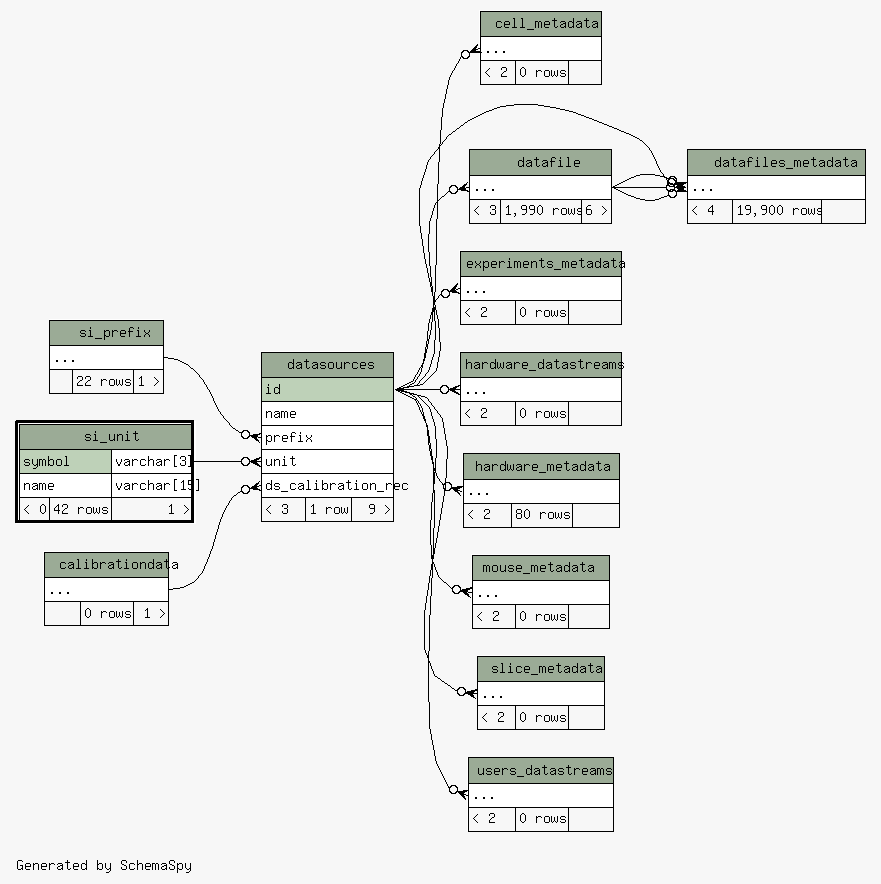 cell_metadata
...
< 2 0 rows
datafile
...
< 3 1,990 rows 6 >
datafiles_metadata
...
< 4 19,900 rows
experiments_metadata
...
< 2 0 rows
si_prefix
...
22 rows 1 >
datasources
id
name
prefix
unit
ds_calibration_rec
< 3 1 row 9 >
hardware_datastreams
...
< 2 0 rows
si_unit
symbol varchar[3]
name varchar[15]
< 0 42 rows 1 >
hardware_metadata
...
< 2 80 rows
calibrationdata
...
0 rows 1 >
mouse_metadata
...
< 2 0 rows
slice_metadata
...
< 2 0 rows
users_datastreams
...
< 2 0 rows
Generated by SchemaSpy